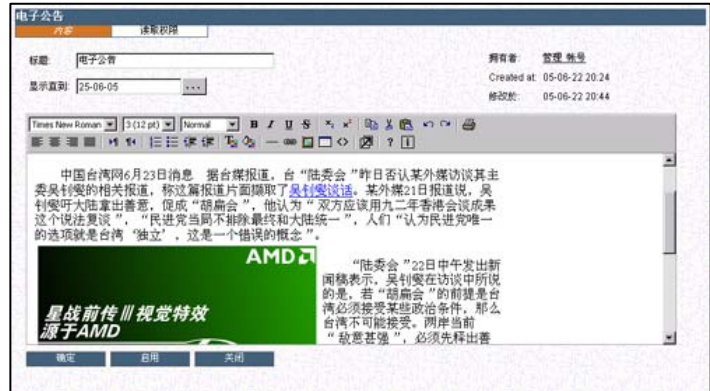 电子公告
内容 读取权限
标题: 电子公告
显示直到: 25-06-05 ...
拥有者: 管理 帐号
Created at: 05-06-22 20:24
修改於: 05-06-22 20:44
Times New Roman 3 (12 pt) Normal B I U S
中国台湾网6月23日消息 据台媒报道，台“陆委会”昨日否认某外媒访谈其主
委吴钊燮的相关报道，称这篇报道片面撷取了吴钊燮谈话。某外媒21日报道说，吴
钊燮吁大陆拿出善意，促成“胡扁会”，他认为“双方应该用九二年香港会谈成果
这个说法复谈”，“民进党当局不排除最终和大陆统一”，人们“认为民进党唯一
的选项就是台湾‘独立’，这是一个错误的概念”。
AMD
星战前传III视觉特效
源于AMD
“陆委会”22日中午发出新
闻稿表示，吴钊燮在访谈中所说
的是，若“胡扁会”的前提是台
湾必须接受某些政治条件，那么
台湾不可能接受。两岸当前
“敌意甚强”，必须先释出善
确定 启用 关闭